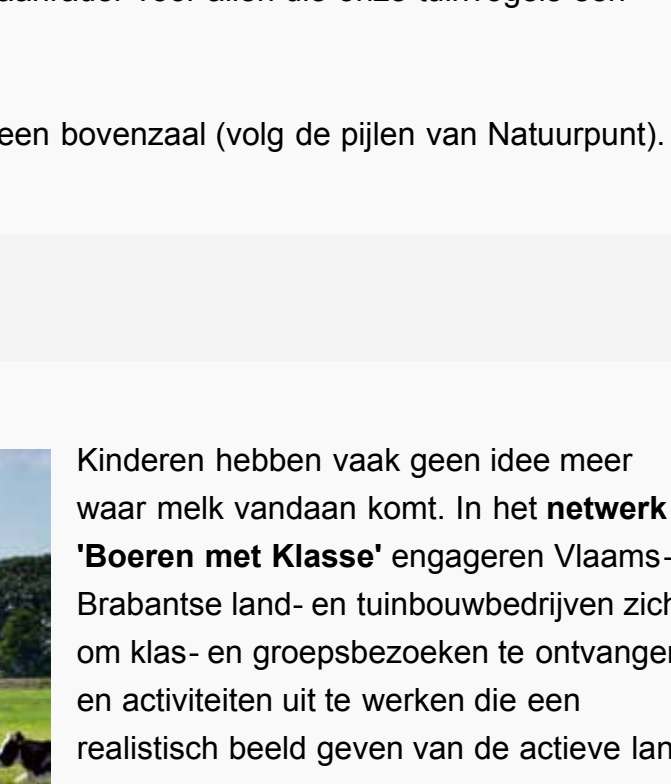 een bovenzaal (volg de pijlen van Natuurpunt).
Kinderen hebben vaak geen idee meer
waar melk vandaan komt. In het netwerk
'Boeren met Klasse' engageren Vlaams-
Brabantse land- en tuinbouwbedrijven zich
om klas- en groepsbezoeken te ontvangen
en activiteiten uit te werken die een
realistisch beeld geven van de actieve lan